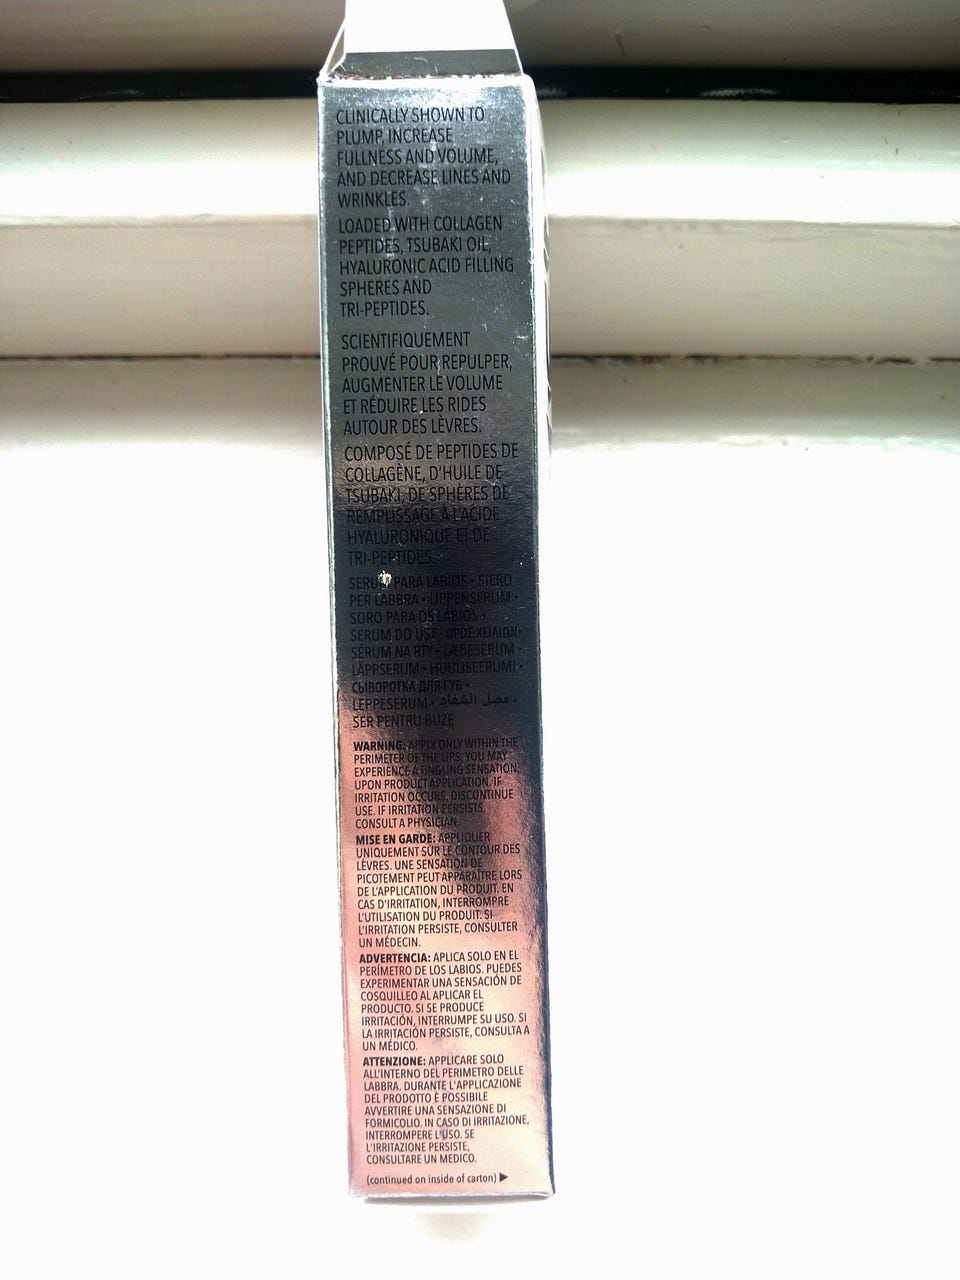 CLINICALLY SHOWN TO
PLUMP, INCREASE
FULLNESS AND VOLUME,
AND DECREASE LINES AND
WRINKLES.
LOADED WITH COLLAGEN
PEPTIDES, TSUBAKI OIL,
HYALURONIC ACID FILLING
SPHERES AND
TRI-PEPTIDES.
SCIENTIFIQUEMENT
PROUVÉ POUR REPULPER,
AUGMENTER LE VOLUME
ET RÉDUIRE LES RIDES
AUTOUR DES LÈVRES.
COMPOSÉ DE PEPTIDES DE
COLLAGÈNE, D'HUILE DE
TSUBAKI, DE SPHÈRES DE
REMPLISSAGE À L'ACIDE
HYALURONIQUE ET DE
TRI-PEPTIDES.
SERUM PARA LABIOS • SIERO
PER LABBRA • LIPPENSERUM •
SORO PARA OS LÁBIOS •
SERUM DO UST • ΟΡΟΣ ΧΕΙΛΙΩΝ •
SÉRUM NA RTY • LÆBESERUM •
LÄPPSERUM • HUULISEERUMI •
СЫВОРОТКА ДЛЯ ГУБ •
LEPPESERUM • مصل الشفاه •
SER PENTRU BUZE
WARNING: APPLY ONLY WITHIN THE
PERIMETER OF THE LIPS. YOU MAY
EXPERIENCE A TINGLING SENSATION
UPON PRODUCT APPLICATION. IF
IRRITATION OCCURS, DISCONTINUE
USE. IF IRRITATION PERSISTS,
CONSULT A PHYSICIAN.
MISE EN GARDE: APPLIQUER
UNIQUEMENT SUR LE CONTOUR DES
LÈVRES. UNE SENSATION DE
PICOTEMENT PEUT APPARAÎTRE LORS
DE L'APPLICATION DU PRODUIT. EN
CAS D'IRRITATION, INTERROMPRE
L'UTILISATION DU PRODUIT. SI
L'IRRITATION PERSISTE, CONSULTER
UN MÉDECIN.
ADVERTENCIA: APLICA SOLO EN EL
PERÍMETRO DE LOS LABIOS. PUEDES
EXPERIMENTAR UNA SENSACIÓN DE
COSQUILLEO AL APLICAR EL
PRODUCTO. SI SE PRODUCE
IRRITACIÓN, INTERRUMPE SU USO. SI
LA IRRITACIÓN PERSISTE, CONSULTA A
UN MÉDICO.
ATTENZIONE: APPLICARE SOLO
ALL'INTERNO DEL PERIMETRO DELLE
LABBRA. DURANTE L'APPLICAZIONE
DEL PRODOTTO È POSSIBILE
AVVERTIRE UNA SENSAZIONE DI
FORMICOLIO. IN CASO DI IRRITAZIONE,
INTERROMPERE L'USO. SE
L'IRRITAZIONE PERSISTE,
CONSULTARE UN MEDICO.
(continued on inside of carton) ▶